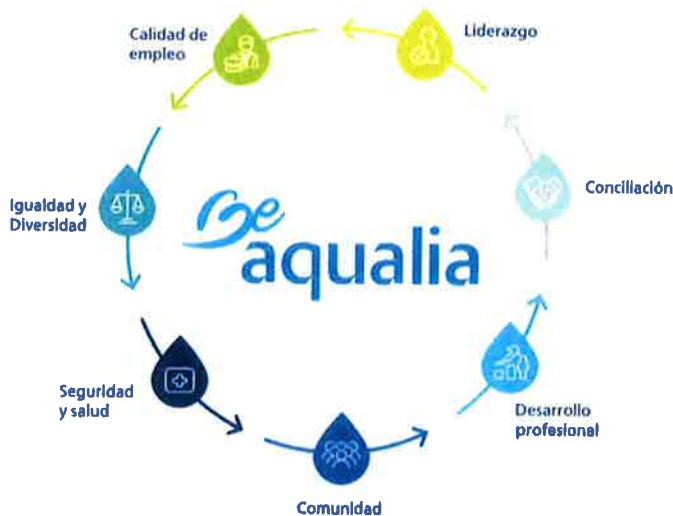 Calidad de
empleo
Liderazgo
Igualdad y
Diversidad
Conciliación
Be
aqualia
Seguridad
y salud
Desarrollo
profesional
Comunidad